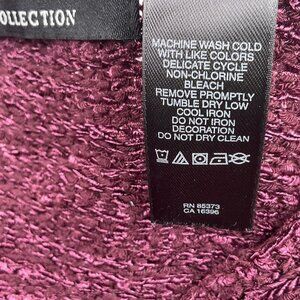 OLLECTION
MACHINE WASH COLD
WITH LIKE COLORS
DELICATE CYCLE
NON-CHLORINE
BLEACH
REMOVE PROMPTLY
TUMBLE DRY LOW
COOL IRON
DO NOT IRON
DECORATION
DO NOT DRY CLEAN
RN 85373
CA 16396